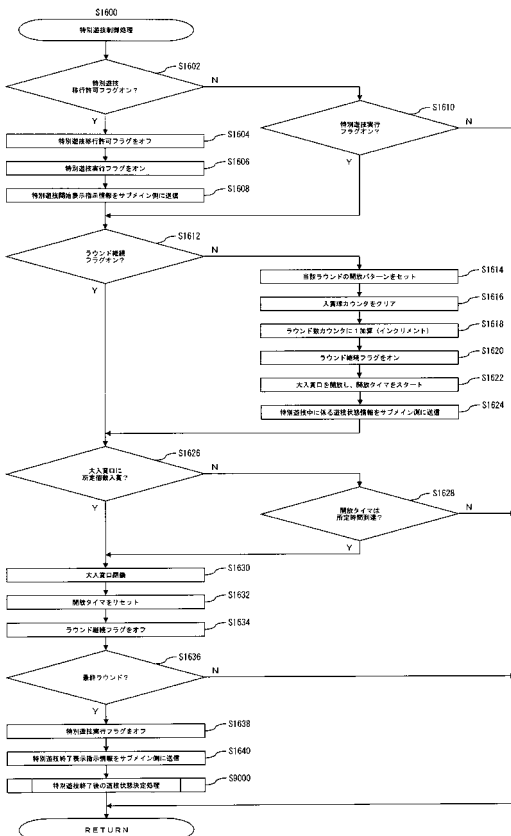 S1600
特別遊技制御処理
S1602
特別遊技
移行許可フラグオン?
N
Y
S1610
特別遊技実行
フラグオン?
N
Y
S1604
特別遊技移行許可フラグをオフ
S1606
特別遊技実行フラグをオン
S1608
特別遊技開始表示指示情報をサブメイン側に送信
S1612
ラウンド継続
フラグオン?
N
Y
S1614
当該ラウンドの開放パターンをセット
S1616
入賞球カウンタをクリア
S1618
ラウンド数カウンタに1加算(インクリメント)
S1620
ラウンド継続フラグをオン
S1622
大入賞口を開放し、開放タイマをスタート
S1624
特別遊技中に係る遊技状態情報をサブメイン側に送信
S1626
大入賞口に
所定個数入賞?
N
Y
S1628
開放タイマは
所定時間到達?
N
Y
S1630
大入賞口閉鎖
S1632
開放タイマをリセット
S1634
ラウンド継続フラグをオフ
S1636
最終ラウンド?
N
Y
S1638
特別遊技実行フラグをオフ
S1640
特別遊技終了表示指示情報をサブメイン側に送信
S9000
特別遊技終了後の遊技状態決定処理
RETURN